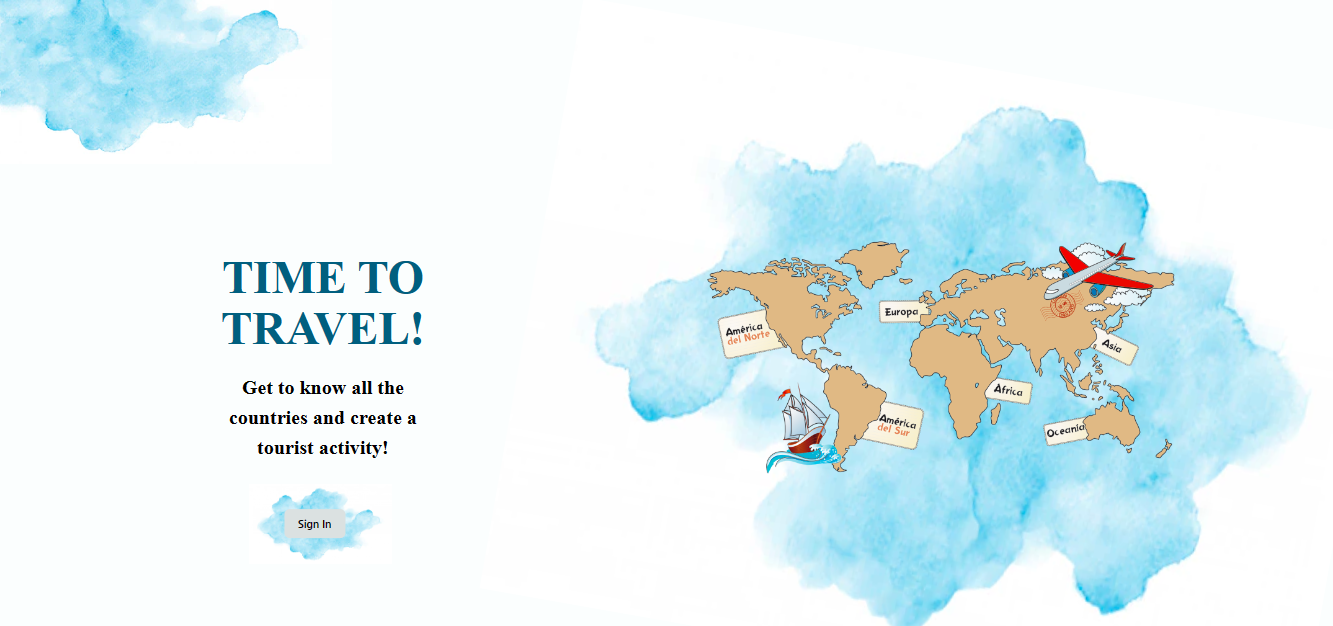 TIME TO
TRAVEL!
Get to know all the
countries and create a
tourist activity!
Sign In
América
del Norte
Europa
Asia
África
América
del Sur
Oceanía